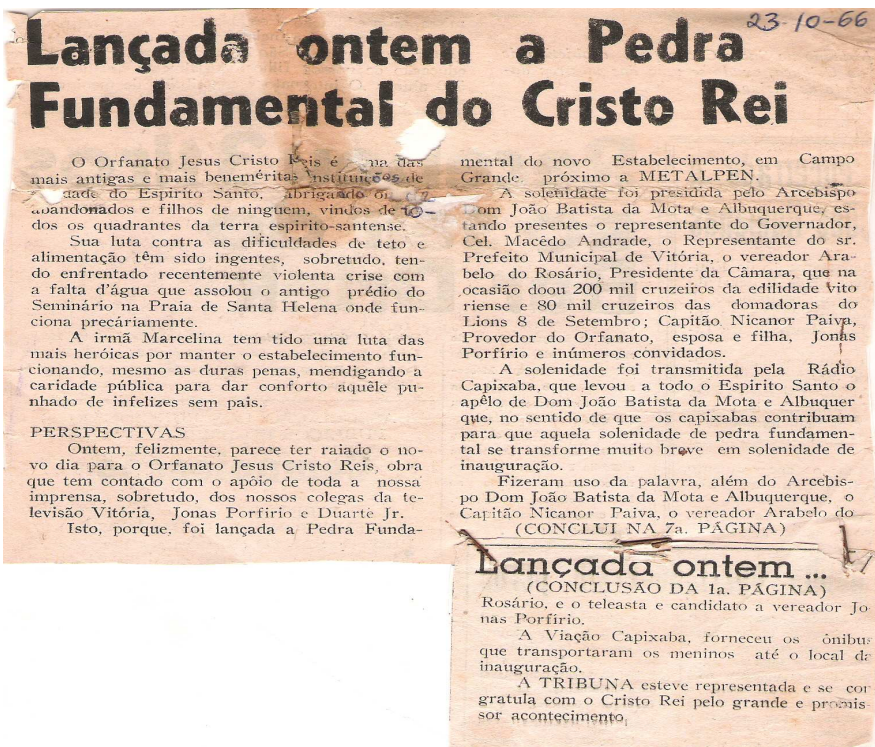 23-10-66
Lançada ontem a Pedra
Fundamental do Cristo Rei
O Orfanato Jesus Cristo Reis é das
mais antigas e mais beneméritas instituições de
do Espirito Santo, abrigando
abandonados e filhos de ninguem, vindos de to-
dos os quadrantes da terra espirito-santense.
Sua luta contra as dificuldades de teto e
alimentação têm sido ingentes, sobretudo, ten-
do enfrentado recentemente violenta crise com
a falta d'água que assolou o antigo prédio do
Seminário na Praia de Santa Helena onde fun-
ciona precáriamente.
A irmã Marcelina tem tido uma luta das
mais heróicas por manter o estabelecimento fun-
cionando, mesmo as duras penas, mendigando a
caridade pública para dar conforto aquêle pu-
nhado de infelizes sem pais.
PERSPECTIVAS
Ontem, felizmente, parece ter raiado o no-
vo dia para o Orfanato Jesus Cristo Reis, obra
que tem contado com o apôio de toda a nossa
imprensa, sobretudo, dos nossos colegas da te-
levisão Vitória, Jonas Porfirio e Duarte Jr.
Isto, porque, foi lançada a Pedra Funda-
mental do novo Estabelecimento, em Campo
Grande, próximo a METALPEN.
A solenidade foi presidida pelo Arcebispo
Dom João Batista da Mota e Albuquerque, es-
tando presentes o representante do Governador,
Cel. Macêdo Andrade, o Representante do sr.
Prefeito Municipal de Vitória, o vereador Ara-
belo do Rosário, Presidente da Câmara, que na
ocasião doou 200 mil cruzeiros da edilidade vito
riense e 80 mil cruzeiros das domadoras do
Lions 8 de Setembro; Capitão Nicanor Paiva,
Provedor do Orfanato, esposa e filha, Jonas
Porfírio e inúmeros convidados.
A solenidade foi transmitida pela Rádio
Capixaba, que levou a todo o Espirito Santo o
apêlo de Dom João Batista da Mota e Albuquer
que, no sentido de que os capixabas contribuam
para que aquela solenidade de pedra fundamen-
tal se transforme muito breve em solenidade de
inauguração.
Fizeram uso da palavra, além do Arcebis-
po Dom João Batista da Mota e Albuquerque, o
Capitão Nicanor Paiva, o vereador Arabelo do
(CONCLUI NA 7a. PÁGINA)
Lançada ontem ...
(CONCLUSÃO DA 1a. PÁGINA)
Rosário, e o teleasta e candidato a vereador Jo-
nas Porfírio.
A Viação Capixaba, forneceu os ônibus
que transportaram os meninos até o local da
inauguração.
A TRIBUNA esteve representada e se con
gratula com o Cristo Rei pelo grande e promis-
sor acontecimento,